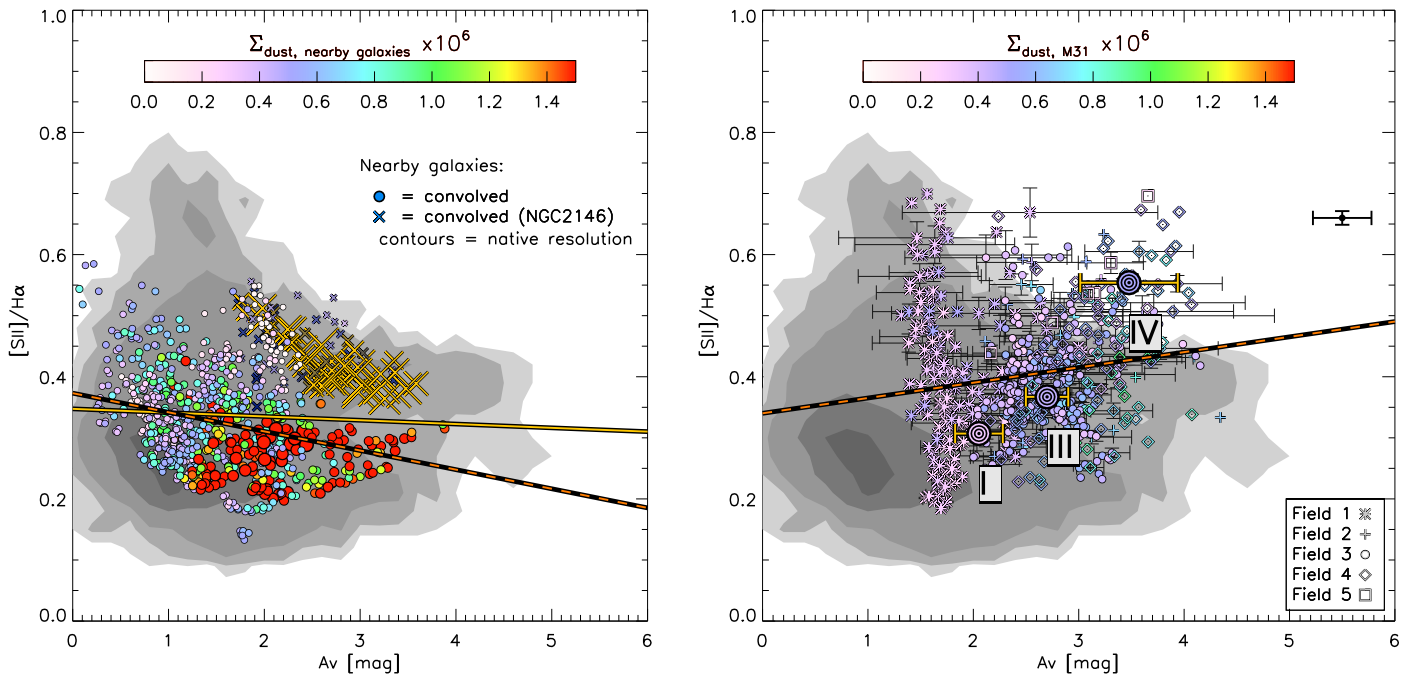 Σdust, nearby galaxies ×10⁶
0.0 0.2 0.4 0.6 0.8 1.0 1.2 1.4
Nearby galaxies:
= convolved
= convolved (NGC2146)
contours = native resolution
[SII]/Hα
1.0
0.8
0.6
0.4
0.2
0.0
0 1 2 3 4 5 6
Av [mag]
Σdust, M31 ×10⁶
0.0 0.2 0.4 0.6 0.8 1.0 1.2 1.4
IV
III
I
Field 1
Field 2
Field 3
Field 4
Field 5
[SII]/Hα
1.0
0.8
0.6
0.4
0.2
0.0
0 1 2 3 4 5 6
Av [mag]